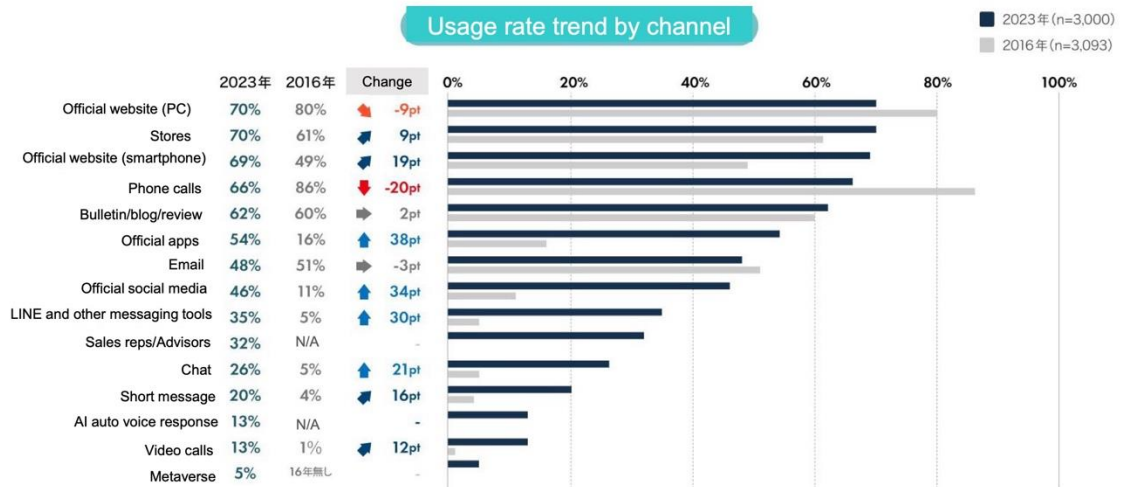 Usage rate trend by channel
2023年(n=3,000)
2016年(n=3,093)
2023年 2016年 Change 0% 20% 40% 60% 80% 100%
Official website (PC) 70% 80% -9pt
Stores 70% 61% 9pt
Official website (smartphone) 69% 49% 19pt
Phone calls 66% 86% -20pt
Bulletin/blog/review 62% 60% 2pt
Official apps 54% 16% 38pt
Email 48% 51% -3pt
Official social media 46% 11% 34pt
LINE and other messaging tools 35% 5% 30pt
Sales reps/Advisors 32% N/A -
Chat 26% 5% 21pt
Short message 20% 4% 16pt
AI auto voice response 13% N/A -
Video calls 13% 1% 12pt
Metaverse 5% 16年無し -